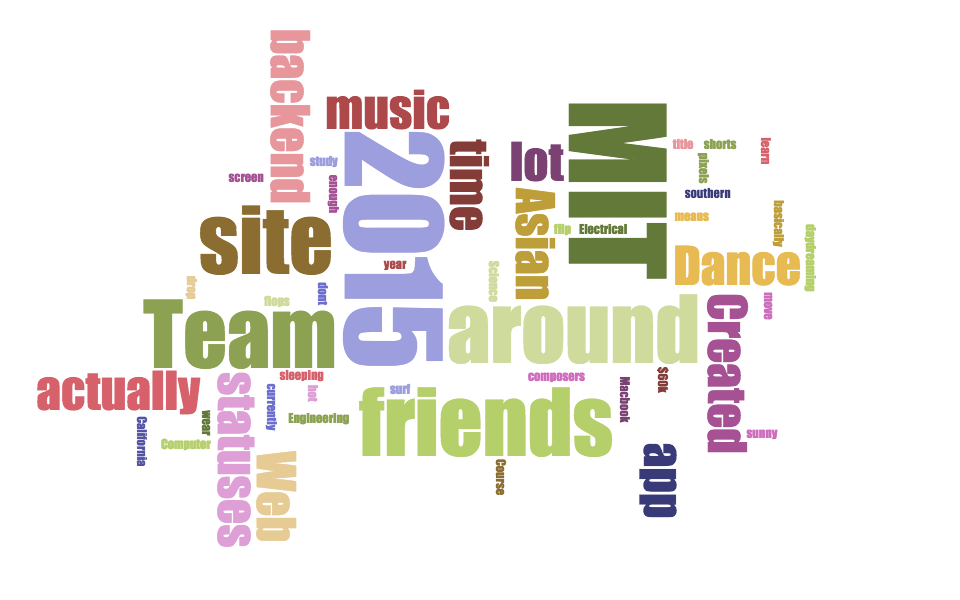 backend
music
2015
time
lot
MIT
title
shorts
learn
study
pixels
screen
enough
southern
Asian
means
basically
site
flip
Electrical
daydreaming
year
Dance
Science
drop
dont
flops
move
Team
around
Created
actually
sleeping
composers
$60k
Macbook
statuses
currently
hot
surf
friends
California
wear
Computer
Engineering
sunny
Web
Course
app